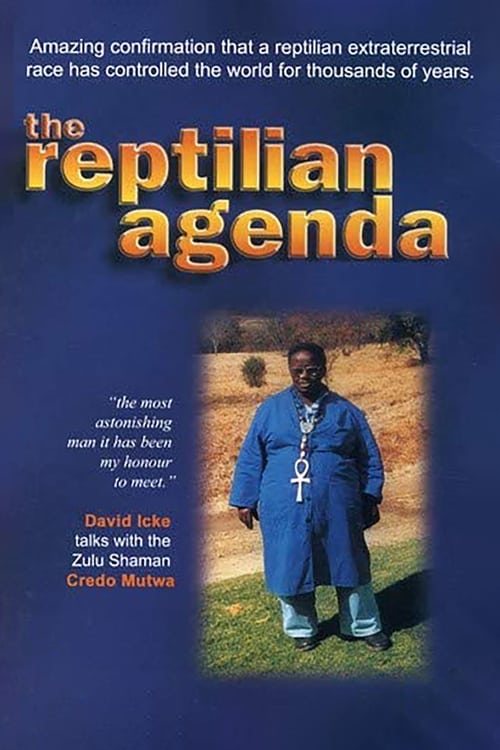 Amazing confirmation that a reptilian extraterrestrial
race has controlled the world for thousands of years.
the
reptilian
agenda
"the most
astonishing
man it has been
my honour
to meet."
David Icke
talks with the
Zulu Shaman
Credo Mutwa